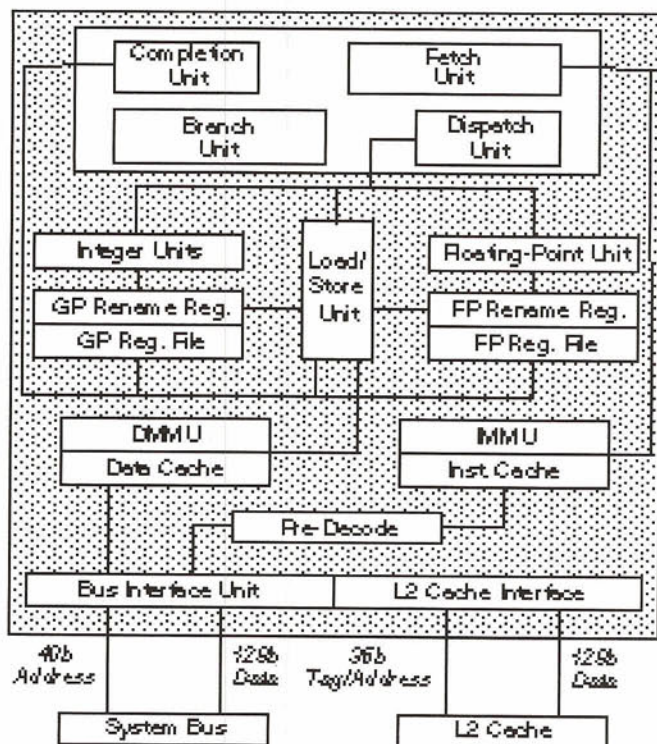 Completion
Unit
Fetch
Unit
Branch
Unit
Dispatch
Unit
Integer Units
Load/
Store
Unit
Floating-Point Unit
GP Rename Reg.
GP Reg. File
FP Rename Reg.
FP Reg. File
DMMU
Data Cache
IMMU
Inst. Cache
Pre-Decode
Bus Interface Unit
L2 Cache Interface
40b
Address
128b
Data
36b
Tag/Address
128b
Data
System Bus
L2 Cache